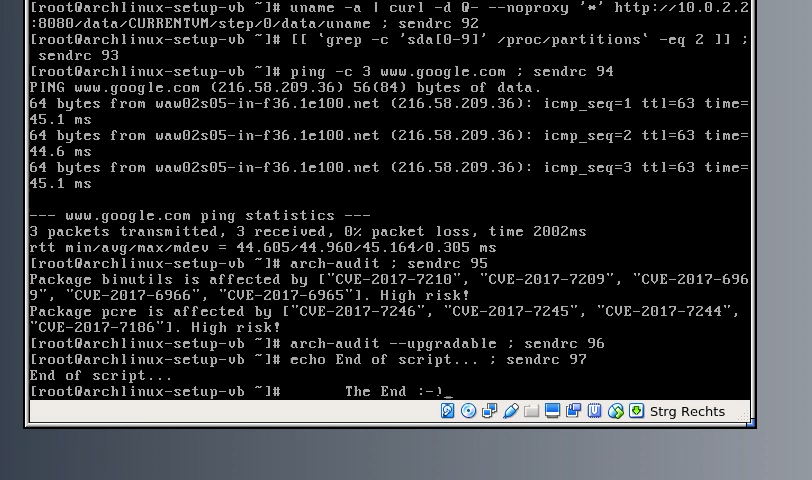 [root@archlinux-setup-vb ~]# uname -a | curl -d @- --noproxy '*' http://10.0.2.2
:8080/data/CURRENTVM/step/0/data/uname ; sendrc 92
[root@archlinux-setup-vb ~]# [[ `grep -c 'sda[0-9]' /proc/partitions` -eq 2 ]] ;
 sendrc 93
[root@archlinux-setup-vb ~]# ping -c 3 www.google.com ; sendrc 94
PING www.google.com (216.58.209.36) 56(84) bytes of data.
64 bytes from waw02s05-in-f36.1e100.net (216.58.209.36): icmp_seq=1 ttl=63 time=
45.1 ms
64 bytes from waw02s05-in-f36.1e100.net (216.58.209.36): icmp_seq=2 ttl=63 time=
44.6 ms
64 bytes from waw02s05-in-f36.1e100.net (216.58.209.36): icmp_seq=3 ttl=63 time=
45.1 ms
--- www.google.com ping statistics ---
3 packets transmitted, 3 received, 0% packet loss, time 2002ms
rtt min/avg/max/mdev = 44.605/44.960/45.164/0.305 ms
[root@archlinux-setup-vb ~]# arch-audit ; sendrc 95
Package binutils is affected by ["CVE-2017-7210", "CVE-2017-7209", "CVE-2017-696
9", "CVE-2017-6966", "CVE-2017-6965"]. High risk!
Package pcre is affected by ["CVE-2017-7246", "CVE-2017-7245", "CVE-2017-7244",
"CVE-2017-7186"]. High risk!
[root@archlinux-setup-vb ~]# arch-audit --upgradable ; sendrc 96
[root@archlinux-setup-vb ~]# echo End of script... ; sendrc 97
End of script...
[root@archlinux-setup-vb ~]#       The End :-)_
Strg Rechts